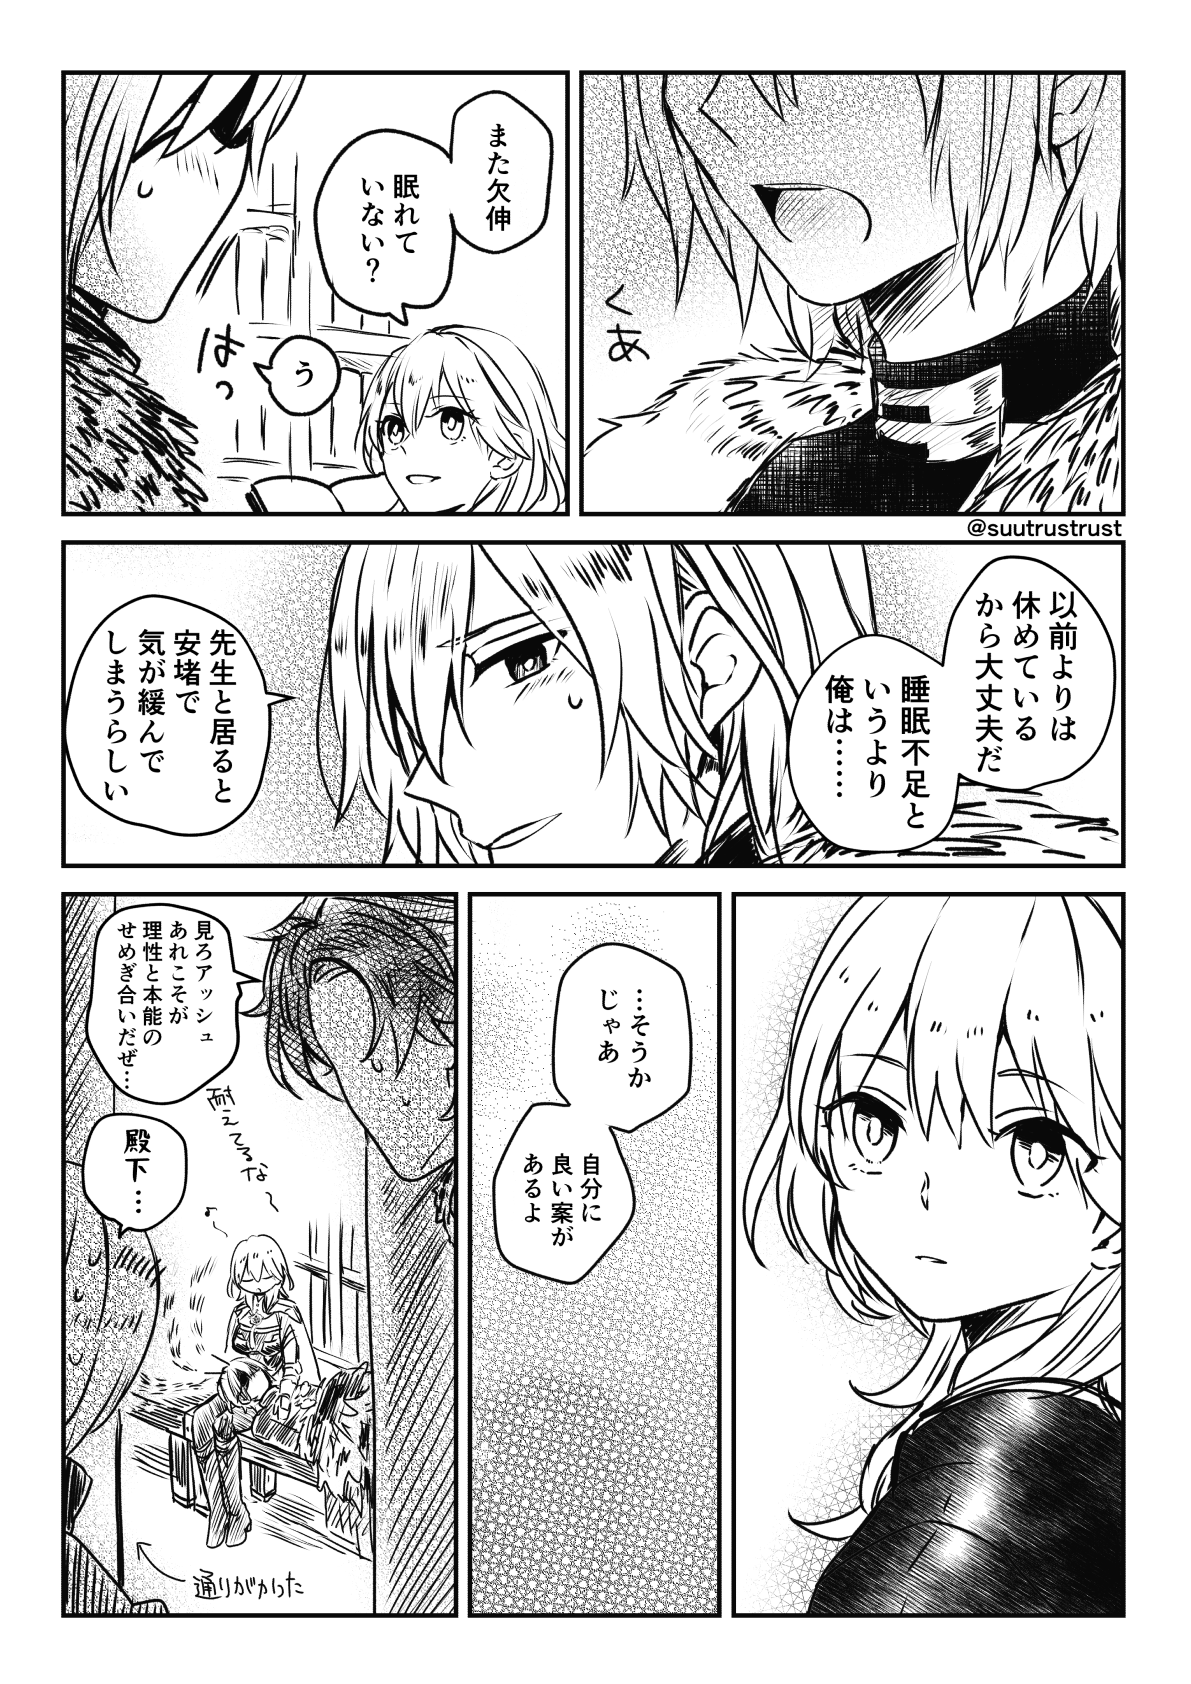 くあ
また欠伸
眠れて
いない?
う
はっ
@suutrustrust
以前よりは
休めている
から大丈夫だ
睡眠不足と
いうより
俺は……
先生と居ると
安堵で
気が緩んで
しまうらしい
…そうか
じゃあ
自分に
良い案が
あるよ
見ろアッシュ
あれこそが
理性と本能の
せめぎ合いだぜ…
耐えてるな〜
♪〜
殿下…
通りがかった